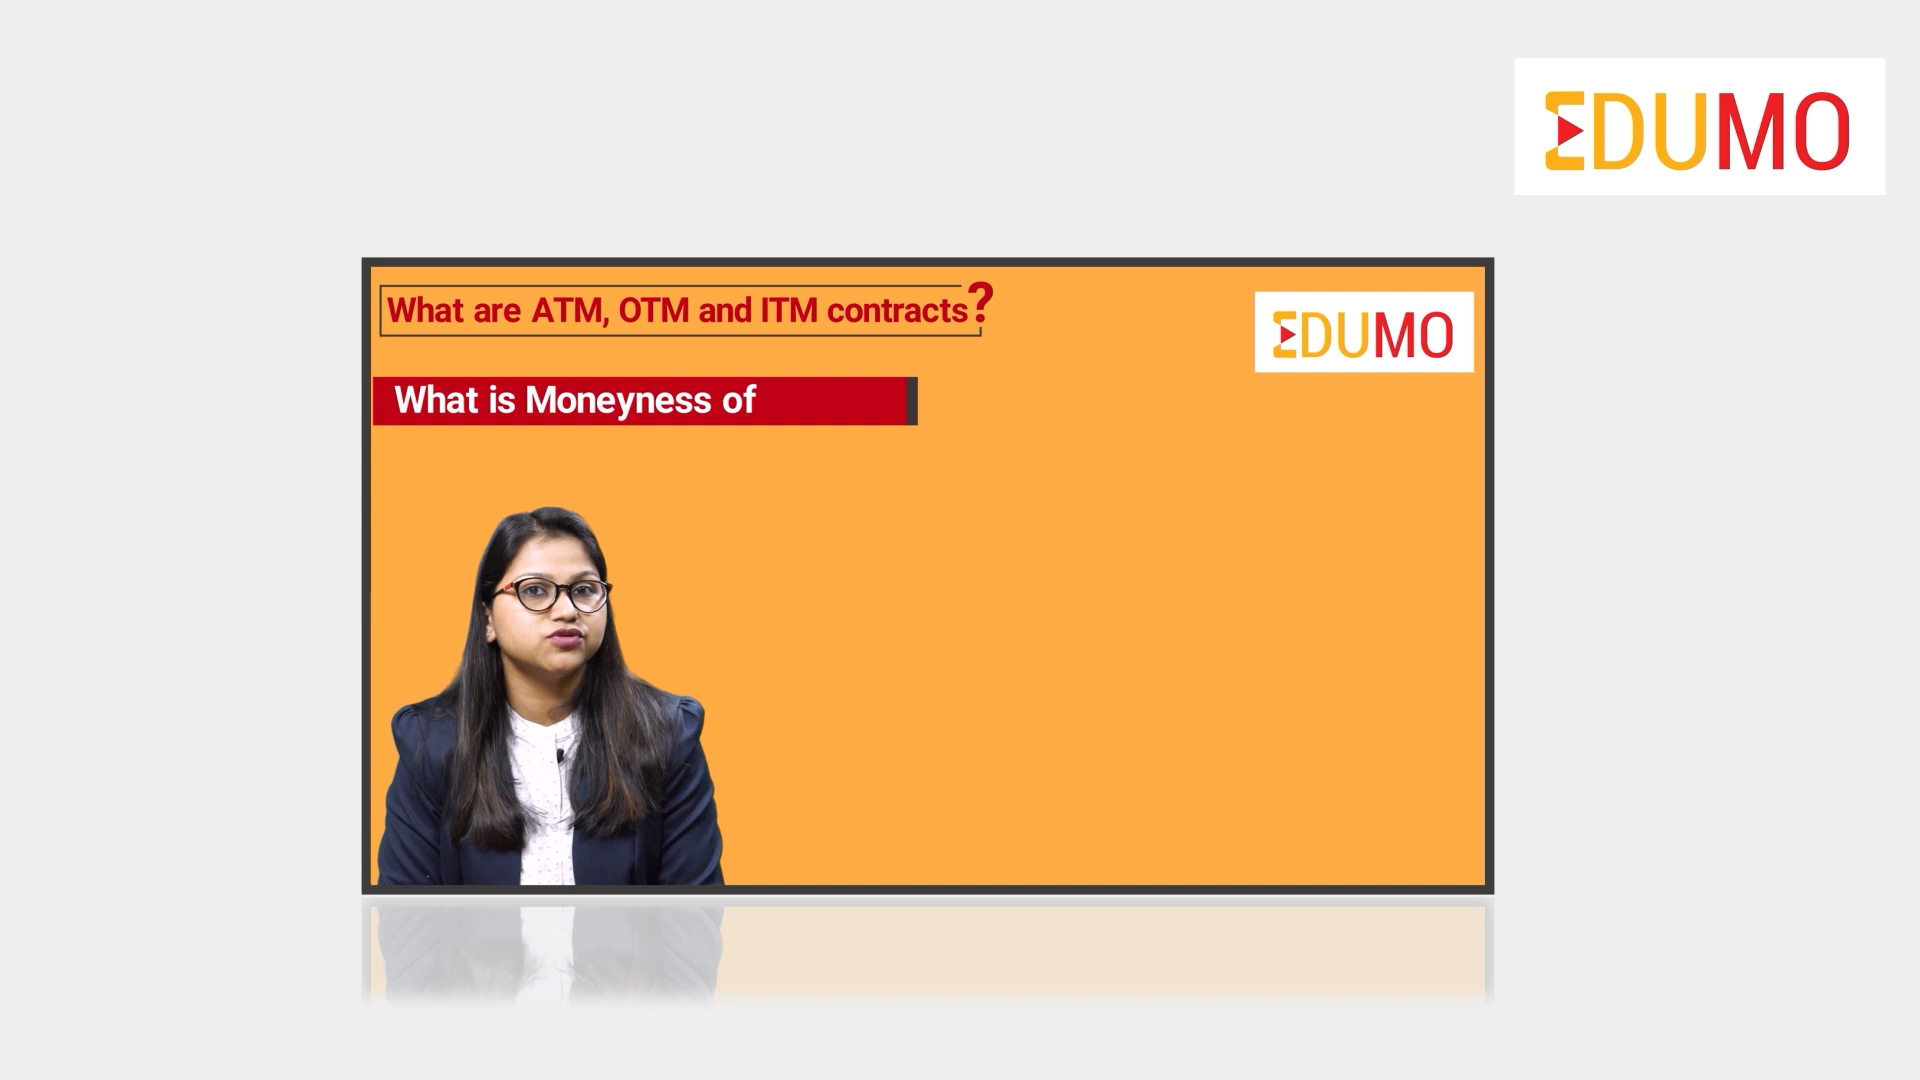 EDUMO
What are ATM, OTM and ITM contracts?
EDUMO
What is Moneyness of